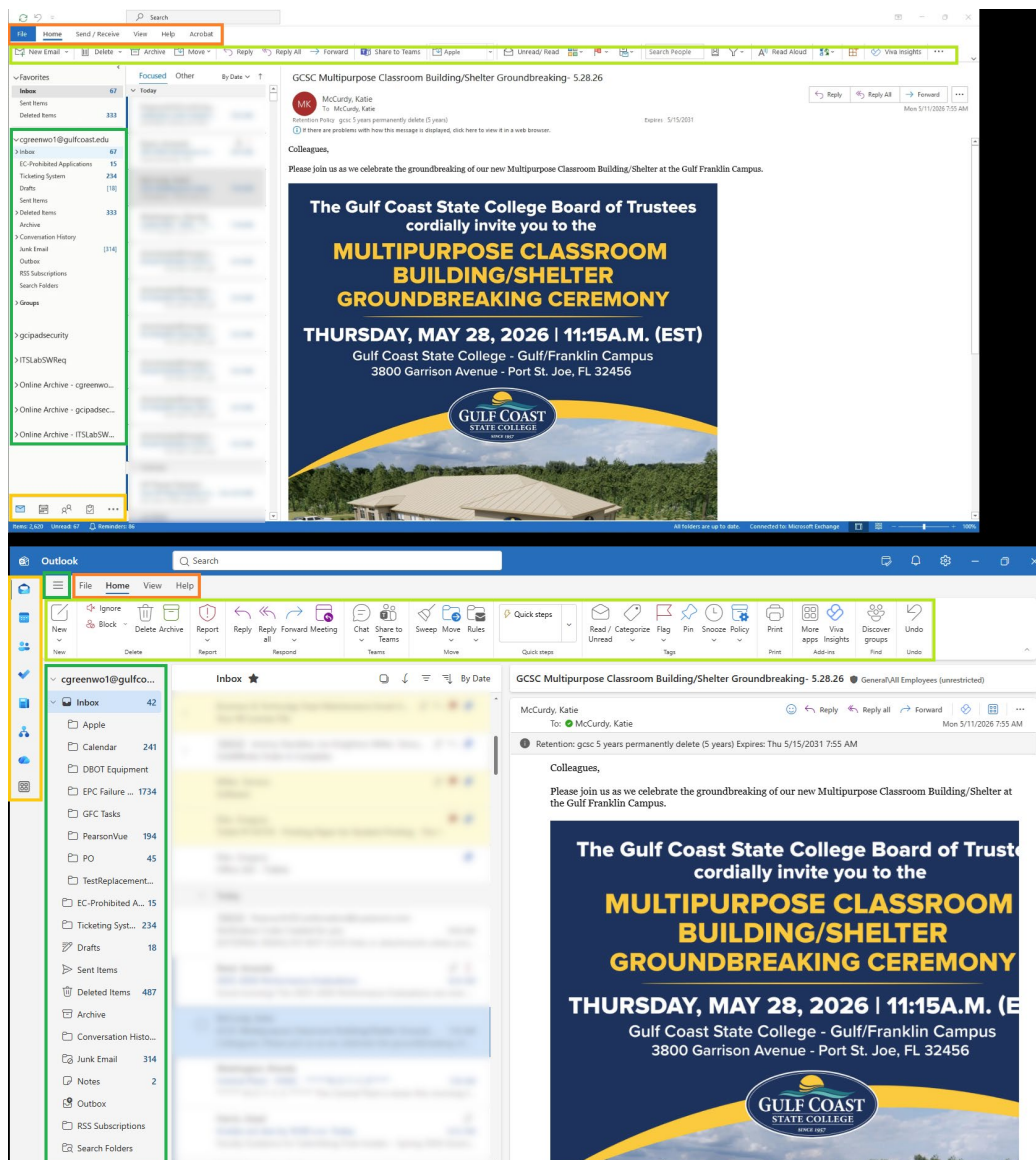 Search
File Home Send / Receive View Help Acrobat
New Email Delete Archive Move Reply Reply All Forward Share to Teams Apple Unread/ Read Search People Read Aloud Viva Insights
Favorites
Inbox 67
Sent Items
Deleted Items 333
cgreenwo1@gulfcoast.edu
Inbox 67
EC-Prohibited Applications 15
Ticketing System 234
Drafts [18]
Sent Items
Deleted Items 333
Archive
Conversation History
Junk Email [314]
Outbox
RSS Subscriptions
Search Folders
Groups
gcipadsecurity
ITSLabSWReq
Online Archive - cgreenwo...
Online Archive - gcipadsec...
Online Archive - ITSLabSW...
Focused Other By Date
Today
GCSC Multipurpose Classroom Building/Shelter Groundbreaking- 5.28.26
MK
McCurdy, Katie
To McCurdy, Katie
Reply Reply All Forward
Mon 5/11/2026 7:55 AM
Retention Policy gcsc 5 years permanently delete (5 years) Expires 5/15/2031
If there are problems with how this message is displayed, click here to view it in a web browser.
Colleagues,
Please join us as we celebrate the groundbreaking of our new Multipurpose Classroom Building/Shelter at the Gulf Franklin Campus.
The Gulf Coast State College Board of Trustees
cordially invite you to the
MULTIPURPOSE CLASSROOM
BUILDING/SHELTER
GROUNDBREAKING CEREMONY
THURSDAY, MAY 28, 2026 | 11:15A.M. (EST)
Gulf Coast State College - Gulf/Franklin Campus
3800 Garrison Avenue - Port St. Joe, FL 32456
GULF COAST
STATE COLLEGE
SINCE 1957
Items: 2,620 Unread: 67 Reminders: 86 All folders are up to date. Connected to: Microsoft Exchange 100%
Outlook Search
File Home View Help
New Ignore Block Delete Archive Report Reply Reply all Forward Meeting Chat Share to Teams Sweep Move Rules Quick steps Read / Unread Categorize Flag Pin Snooze Policy Print More apps Viva Insights Discover groups Undo
New Delete Report Respond Teams Move Quick steps Tags Print Add-ins Find Undo
cgreenwo1@gulfco...
Inbox 42
Apple
Calendar 241
DBOT Equipment
EPC Failure ... 1734
GFC Tasks
PearsonVue 194
PO 45
TestReplacement...
EC-Prohibited A... 15
Ticketing Syst... 234
Drafts 18
Sent Items
Deleted Items 487
Archive
Conversation Histo...
Junk Email 314
Notes 2
Outbox
RSS Subscriptions
Search Folders
Inbox By Date
GCSC Multipurpose Classroom Building/Shelter Groundbreaking- 5.28.26 General\All Employees (unrestricted)
McCurdy, Katie
To: McCurdy, Katie
Reply Reply all Forward
Mon 5/11/2026 7:55 AM
Retention: gcsc 5 years permanently delete (5 years) Expires: Thu 5/15/2031 7:55 AM
Colleagues,
Please join us as we celebrate the groundbreaking of our new Multipurpose Classroom Building/Shelter at
the Gulf Franklin Campus.
The Gulf Coast State College Board of Truste
cordially invite you to the
MULTIPURPOSE CLASSROOM
BUILDING/SHELTER
GROUNDBREAKING CEREMONY
THURSDAY, MAY 28, 2026 | 11:15A.M. (E
Gulf Coast State College - Gulf/Franklin Campus
3800 Garrison Avenue - Port St. Joe, FL 32456
GULF COAST
STATE COLLEGE
SINCE 1957